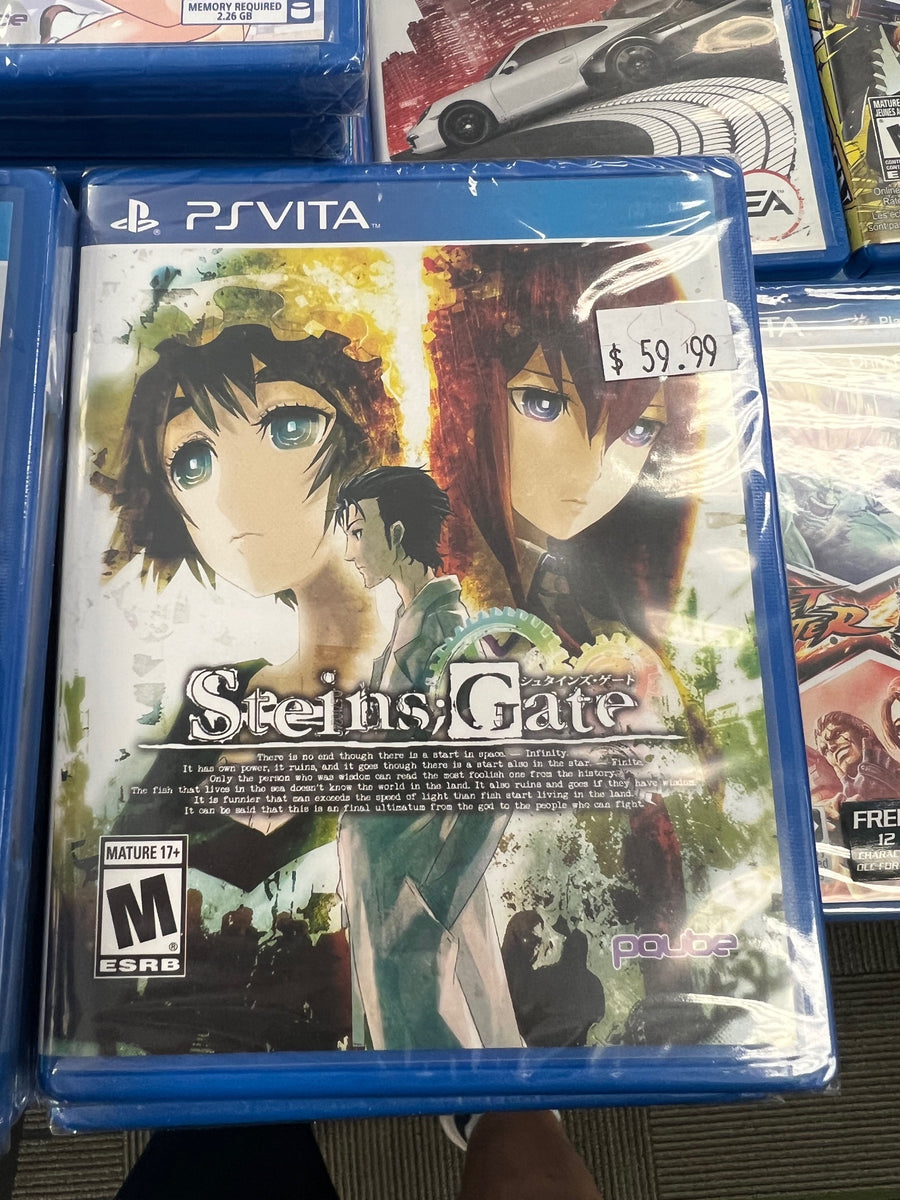 MEMORY REQUIRED
2.26 GB
MATURE
EA
PSVITA™
$ 59.99
シュタインズ・ゲート
Steins;Gate
There is no end though there is a start in space. — Infinity.
It has own power, it ruins, and it goes though there is a start also in the star. — Finite.
Only the person who was wisdom can read the most foolish one from the history.
The fish that lives in the sea doesn't know the world in the land. It also ruins and goes if they have wisdom.
It is funnier that man exceeds the speed of light than fish start living in the land.
It can be said that this is an final ultimatum from the god to the people who can fight.
MATURE 17+
M
®
ESRB
pqube
TA
FREE
12
CHARAC
DLC FOR